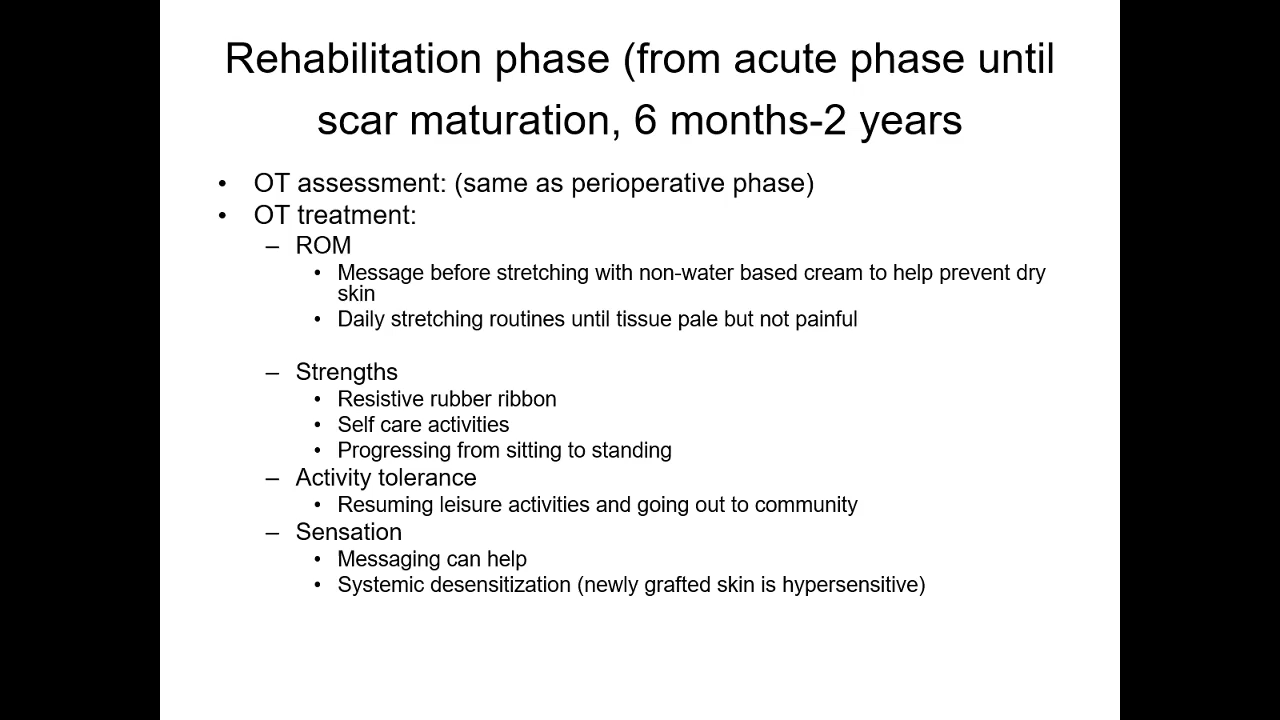 Rehabilitation phase (from acute phase until
scar maturation, 6 months-2 years
• OT assessment: (same as perioperative phase)
• OT treatment:
– ROM
• Message before stretching with non-water based cream to help prevent dry
skin
• Daily stretching routines until tissue pale but not painful
– Strengths
• Resistive rubber ribbon
• Self care activities
• Progressing from sitting to standing
– Activity tolerance
• Resuming leisure activities and going out to community
– Sensation
• Messaging can help
• Systemic desensitization (newly grafted skin is hypersensitive)